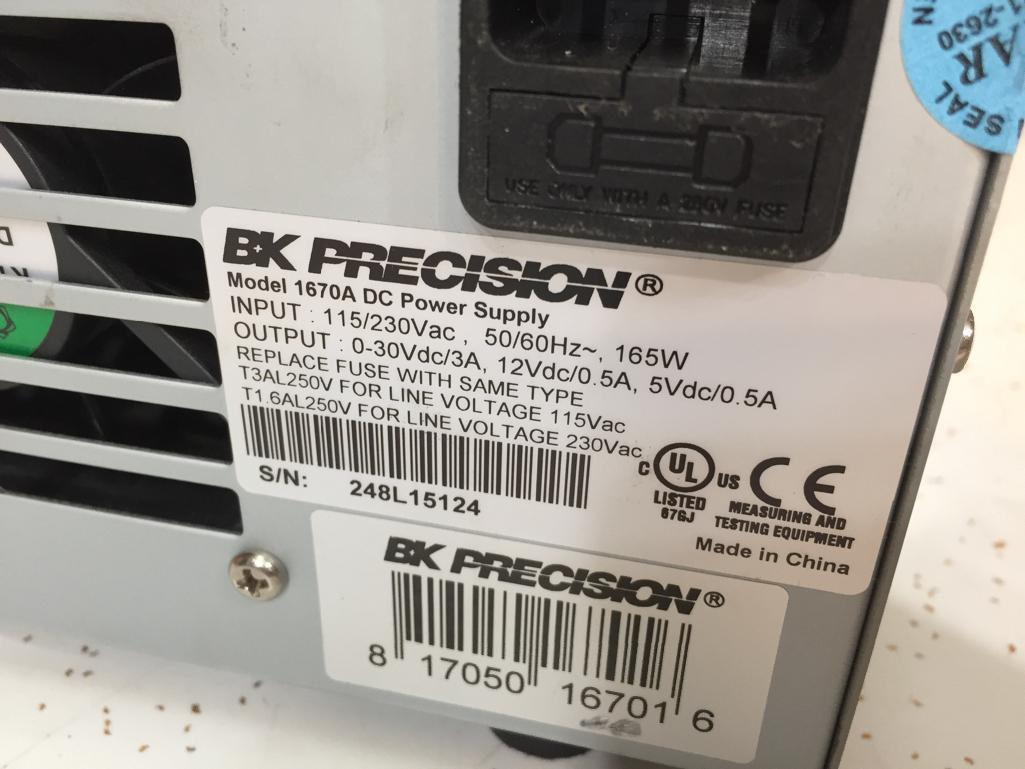 1-2630
SEAL
USE ONLY WITH A 250V FUSE
BK PRECISION®
Model 1670A DC Power Supply
INPUT : 115/230Vac , 50/60Hz~, 165W
OUTPUT : 0-30Vdc/3A, 12Vdc/0.5A, 5Vdc/0.5A
REPLACE FUSE WITH SAME TYPE
T3AL250V FOR LINE VOLTAGE 115Vac
T1.6AL250V FOR LINE VOLTAGE 230Vac
S/N: 248L15124
C UL US CE
LISTED
67GJ
MEASURING AND
TESTING EQUIPMENT
Made in China
BK PRECISION®
8 17050 16701 6